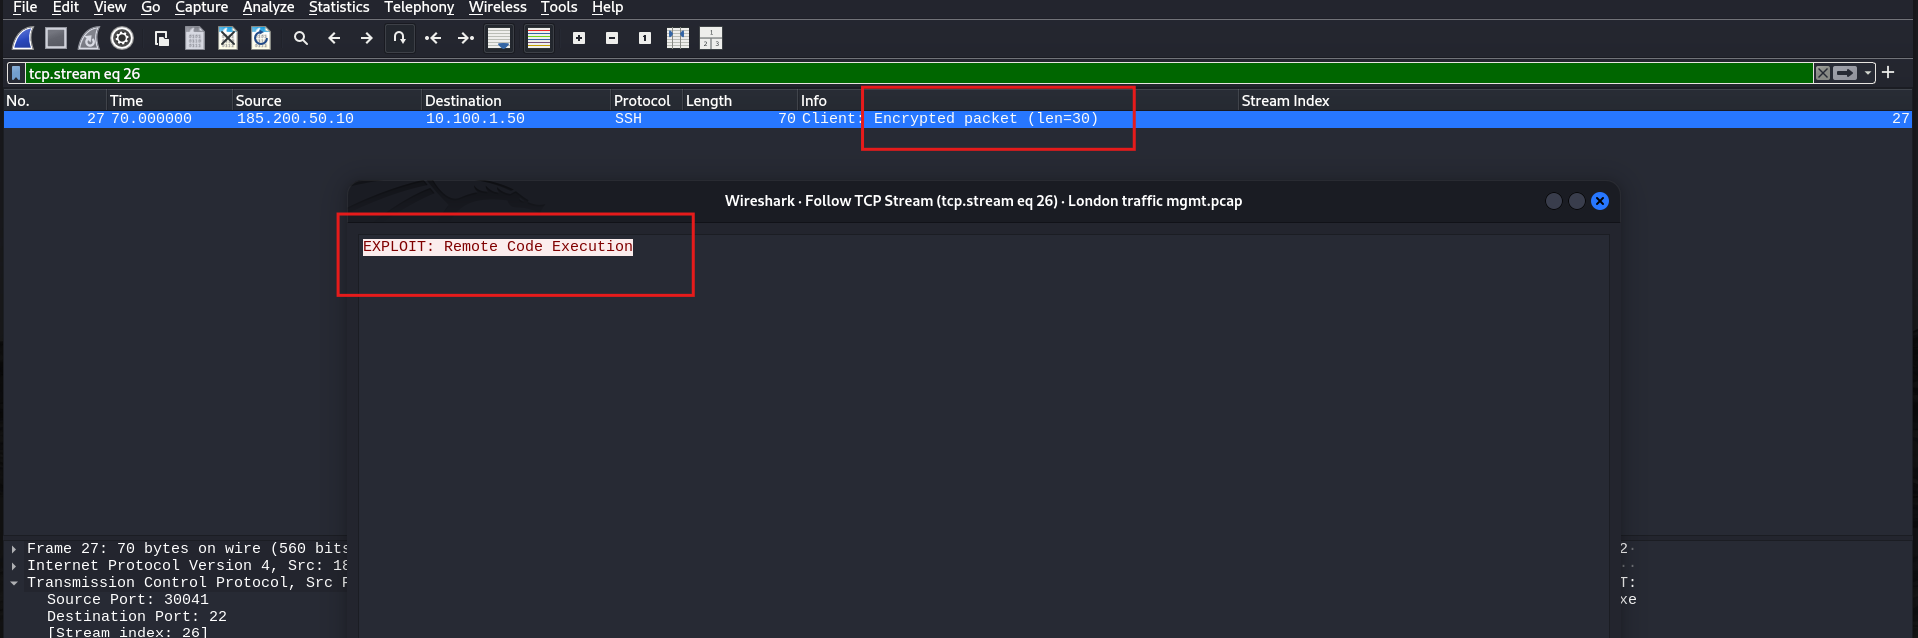 File Edit View Go Capture Analyze Statistics Telephony Wireless Tools Help
tcp.stream eq 26
No. Time Source Destination Protocol Length Info Stream Index
27 70.000000 185.200.50.10 10.100.1.50 SSH 70 Client: Encrypted packet (len=30) 27
Wireshark · Follow TCP Stream (tcp.stream eq 26) · London traffic mgmt.pcap
EXPLOIT: Remote Code Execution
Frame 27: 70 bytes on wire (560 bits
Internet Protocol Version 4, Src: 18
Transmission Control Protocol, Src P
Source Port: 30041
Destination Port: 22
[Stream index: 26]
2·
··
T:
xe